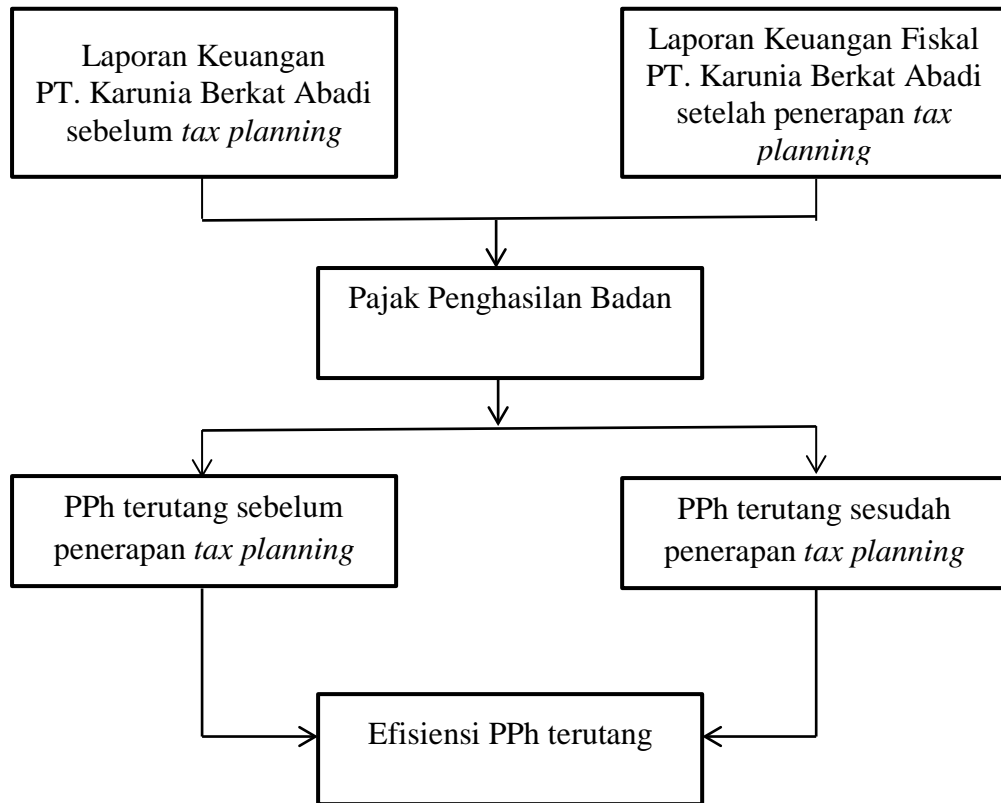 Laporan Keuangan
PT. Karunia Berkat Abadi
sebelum tax planning
Laporan Keuangan Fiskal
PT. Karunia Berkat Abadi
setelah penerapan tax
planning
Pajak Penghasilan Badan
PPh terutang sebelum
penerapan tax planning
PPh terutang sesudah
penerapan tax planning
Efisiensi PPh terutang